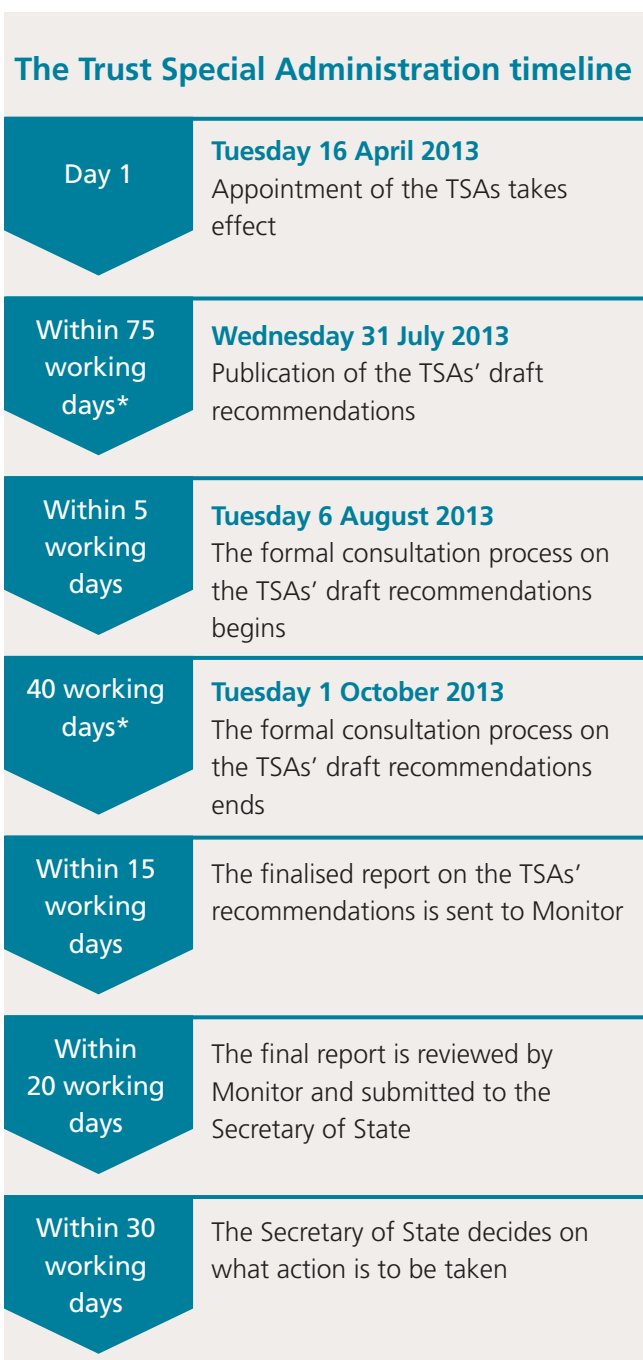 The Trust Special Administration timeline
Day 1
Tuesday 16 April 2013
Appointment of the TSAs takes
effect
Within 75
working
days*
Wednesday 31 July 2013
Publication of the TSAs’ draft
recommendations
Within 5
working
days
Tuesday 6 August 2013
The formal consultation process on
the TSAs’ draft recommendations
begins
40 working
days*
Tuesday 1 October 2013
The formal consultation process on
the TSAs’ draft recommendations
ends
Within 15
working
days
The finalised report on the TSAs’
recommendations is sent to Monitor
Within
20 working
days
The final report is reviewed by
Monitor and submitted to the
Secretary of State
Within 30
working
days
The Secretary of State decides on
what action is to be taken